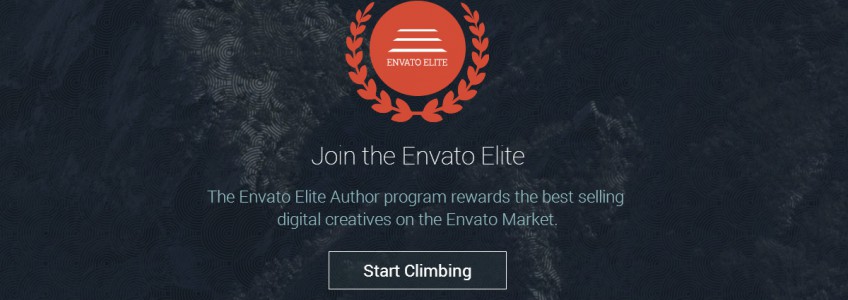 ENVATO ELITE
Join the Envato Elite
The Envato Elite Author program rewards the best selling
digital creatives on the Envato Market.
Start Climbing